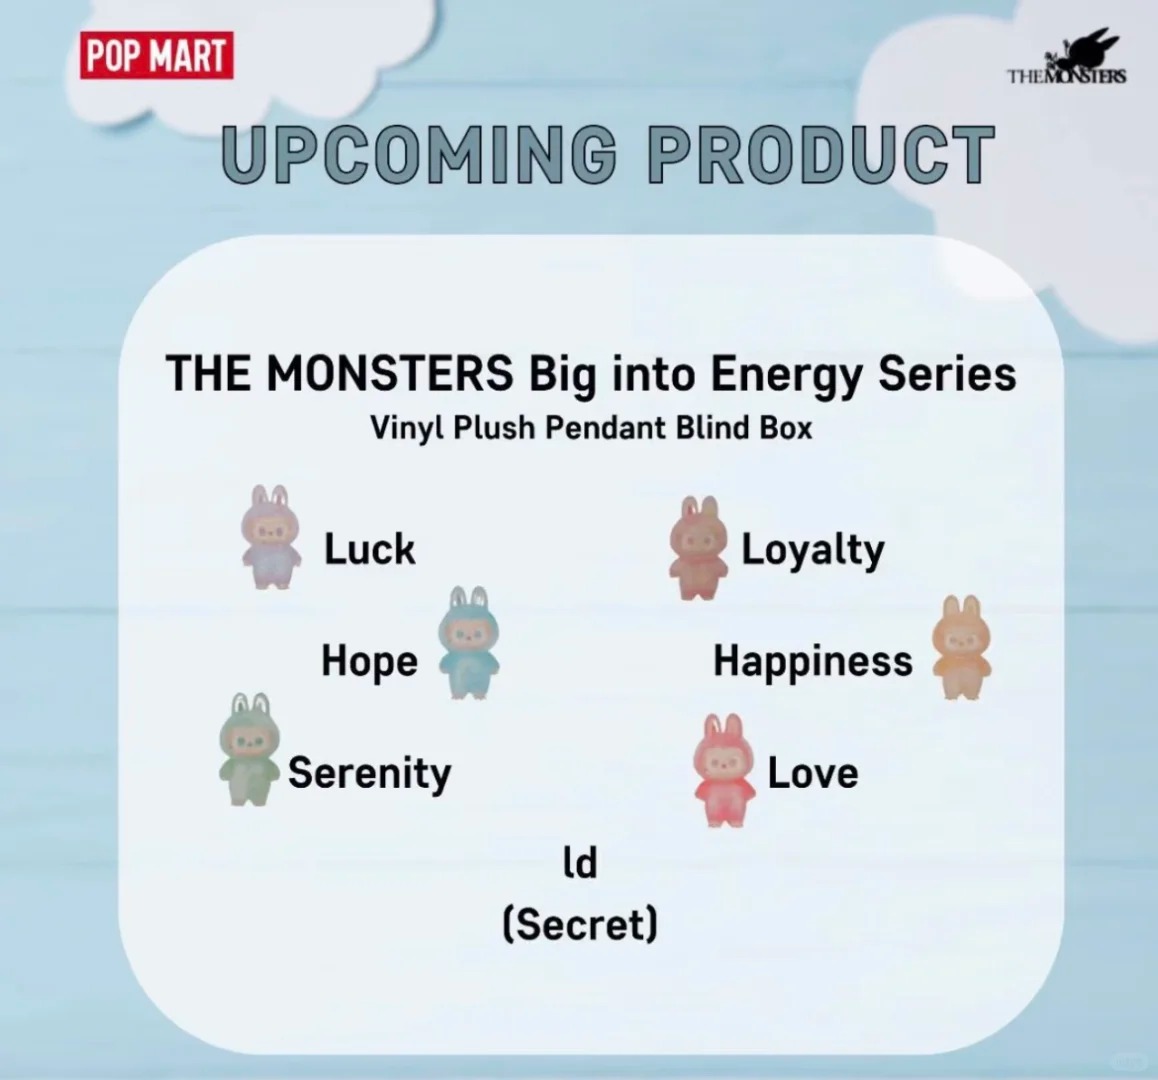 POP MART
THE MONSTERS
UPCOMING PRODUCT
THE MONSTERS Big into Energy Series
Vinyl Plush Pendant Blind Box
Luck
Loyalty
Hope
Happiness
Serenity
Love
ld
(Secret)